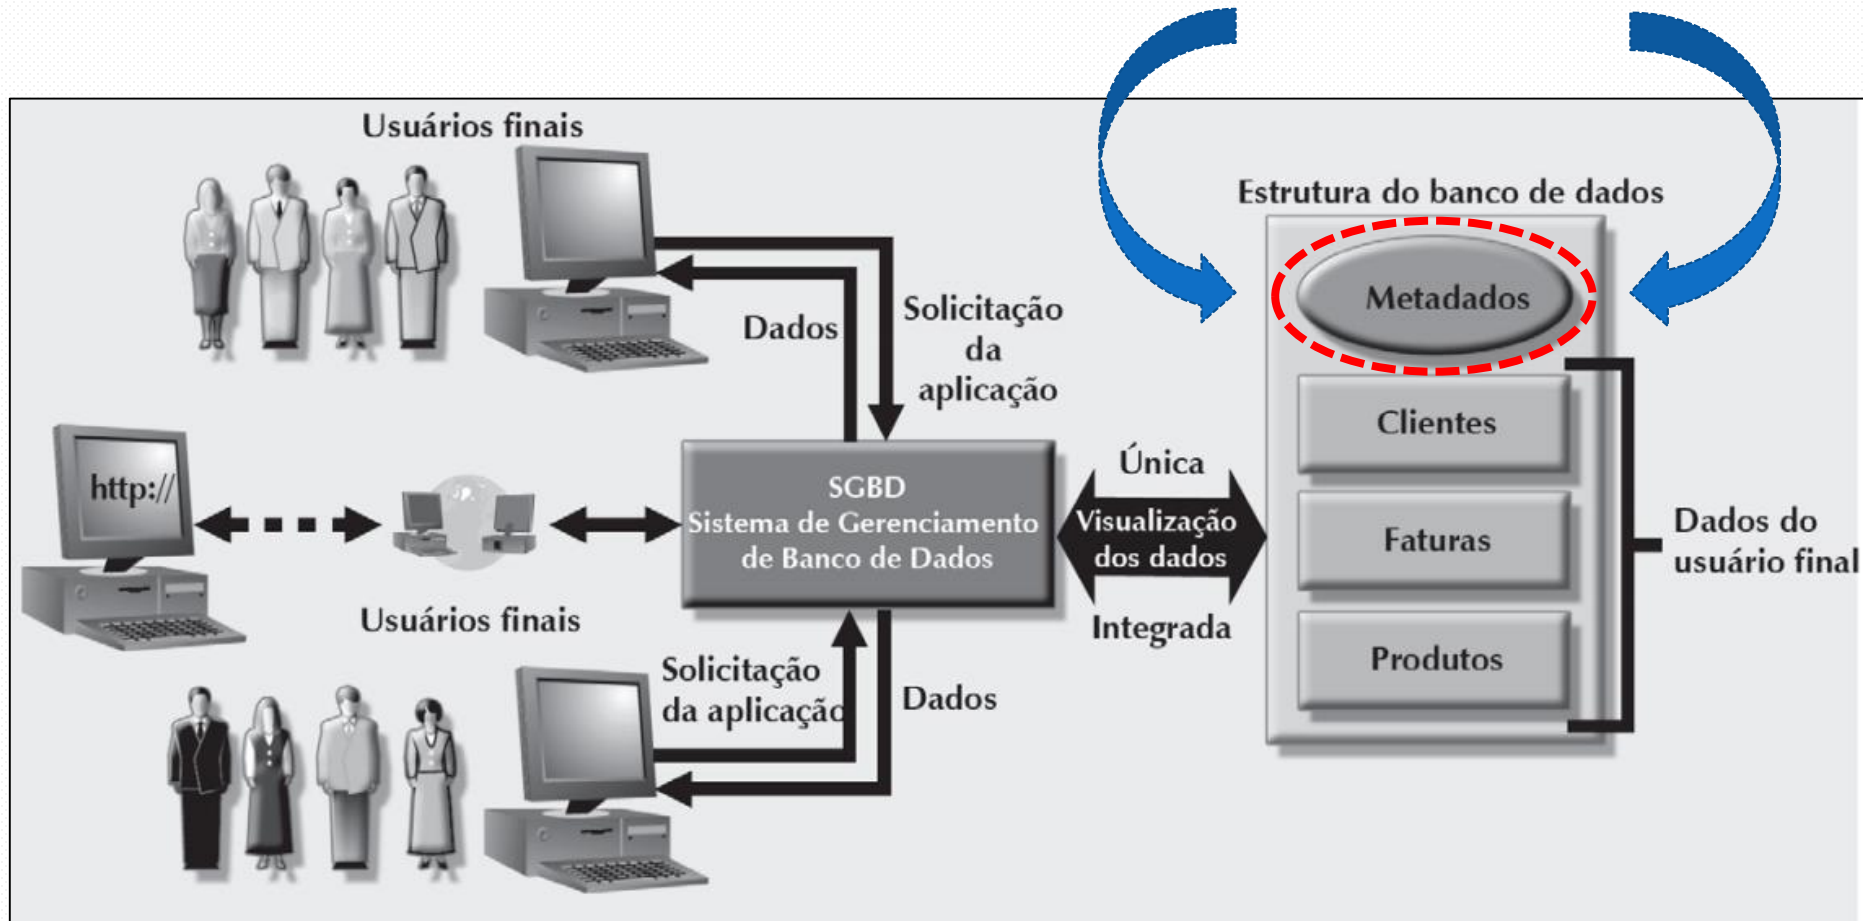 Usuários finais
Dados
Solicitação
da
aplicação
Estrutura do banco de dados
Metadados
Clientes
Faturas
Produtos
Dados do
usuário final
http://
SGBD
Sistema de Gerenciamento
de Banco de Dados
Única
Visualização
dos dados
Integrada
Usuários finais
Solicitação
da aplicação
Dados